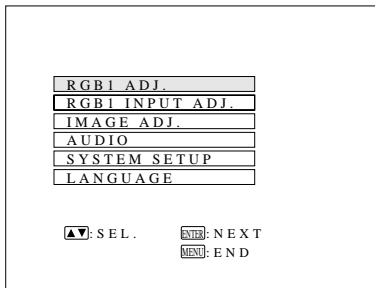 RGB1 ADJ.
RGB1 INPUT ADJ.
IMAGE ADJ.
AUDIO
SYSTEM SETUP
LANGUAGE
▲▼:SEL. ENTER:NEXT
MENU:END